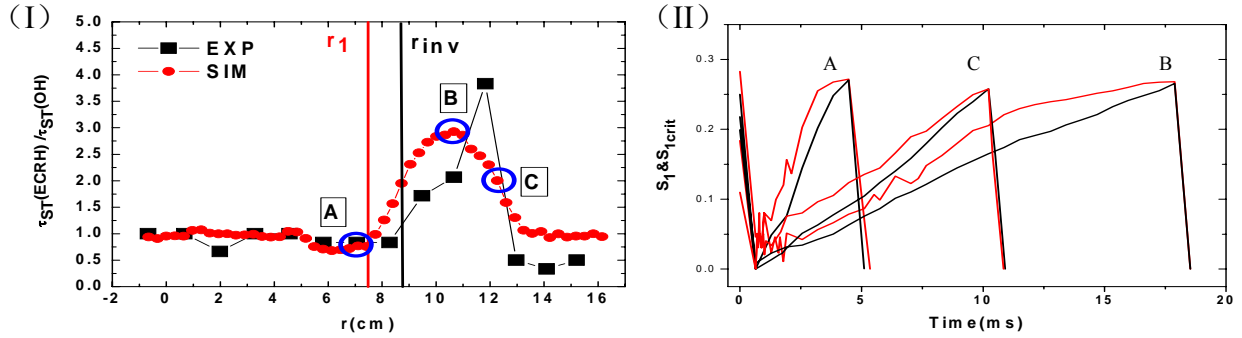 (I)
5.0
4.5
4.0
3.5
3.0
2.5
2.0
1.5
1.0
0.5
0.0
τST(ECRH) /τST(OH)
EXP
SIM
r1
rinv
A
B
C
-2 0 2 4 6 8 10 12 14 16
r(cm)
(II)
0.3
0.2
0.1
0.0
S1&S1crit
A C B
0 5 10 15 20
Time(ms)